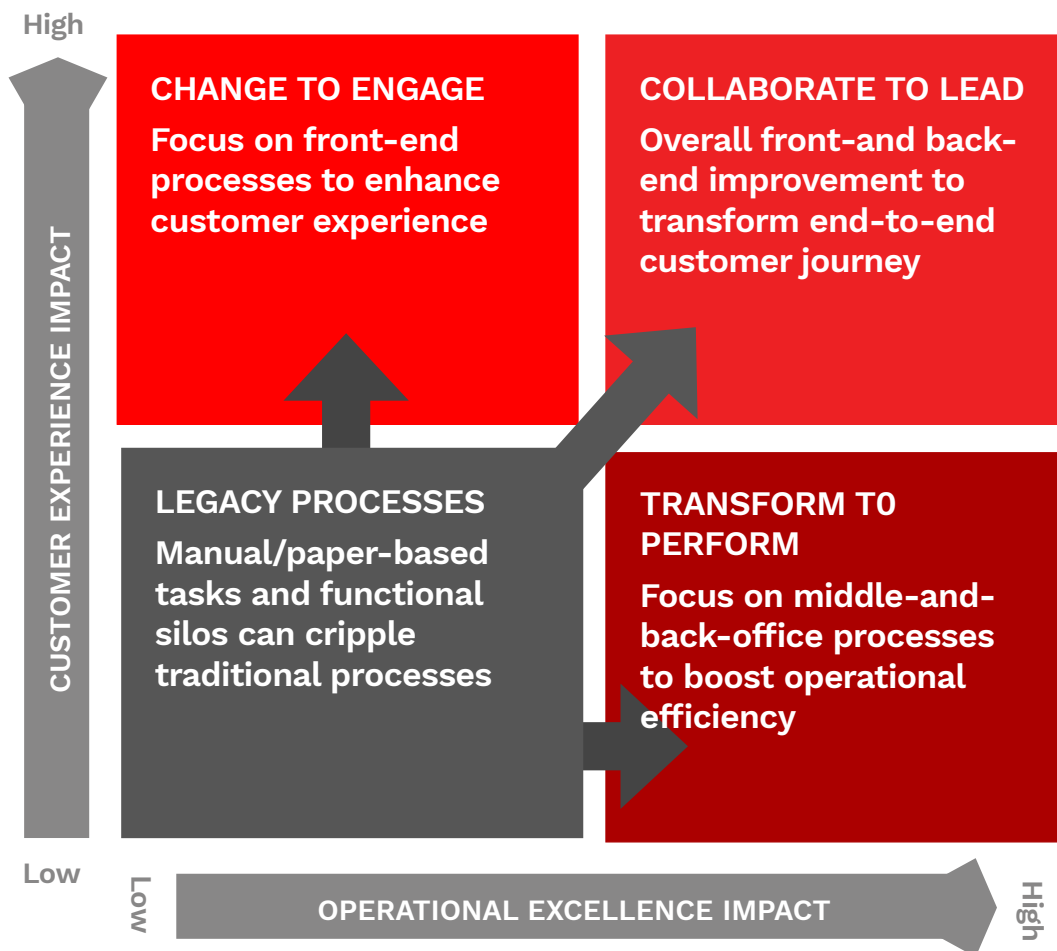 High
CHANGE TO ENGAGE
Focus on front-end
processes to enhance
customer experience
COLLABORATE TO LEAD
Overall front-and back-
end improvement to
transform end-to-end
customer journey
CUSTOMER EXPERIENCE IMPACT
LEGACY PROCESSES
Manual/paper-based
tasks and functional
silos can cripple
traditional processes
TRANSFORM T0
PERFORM
Focus on middle-and-
back-office processes
to boost operational
efficiency
Low
Low
OPERATIONAL EXCELLENCE IMPACT
High